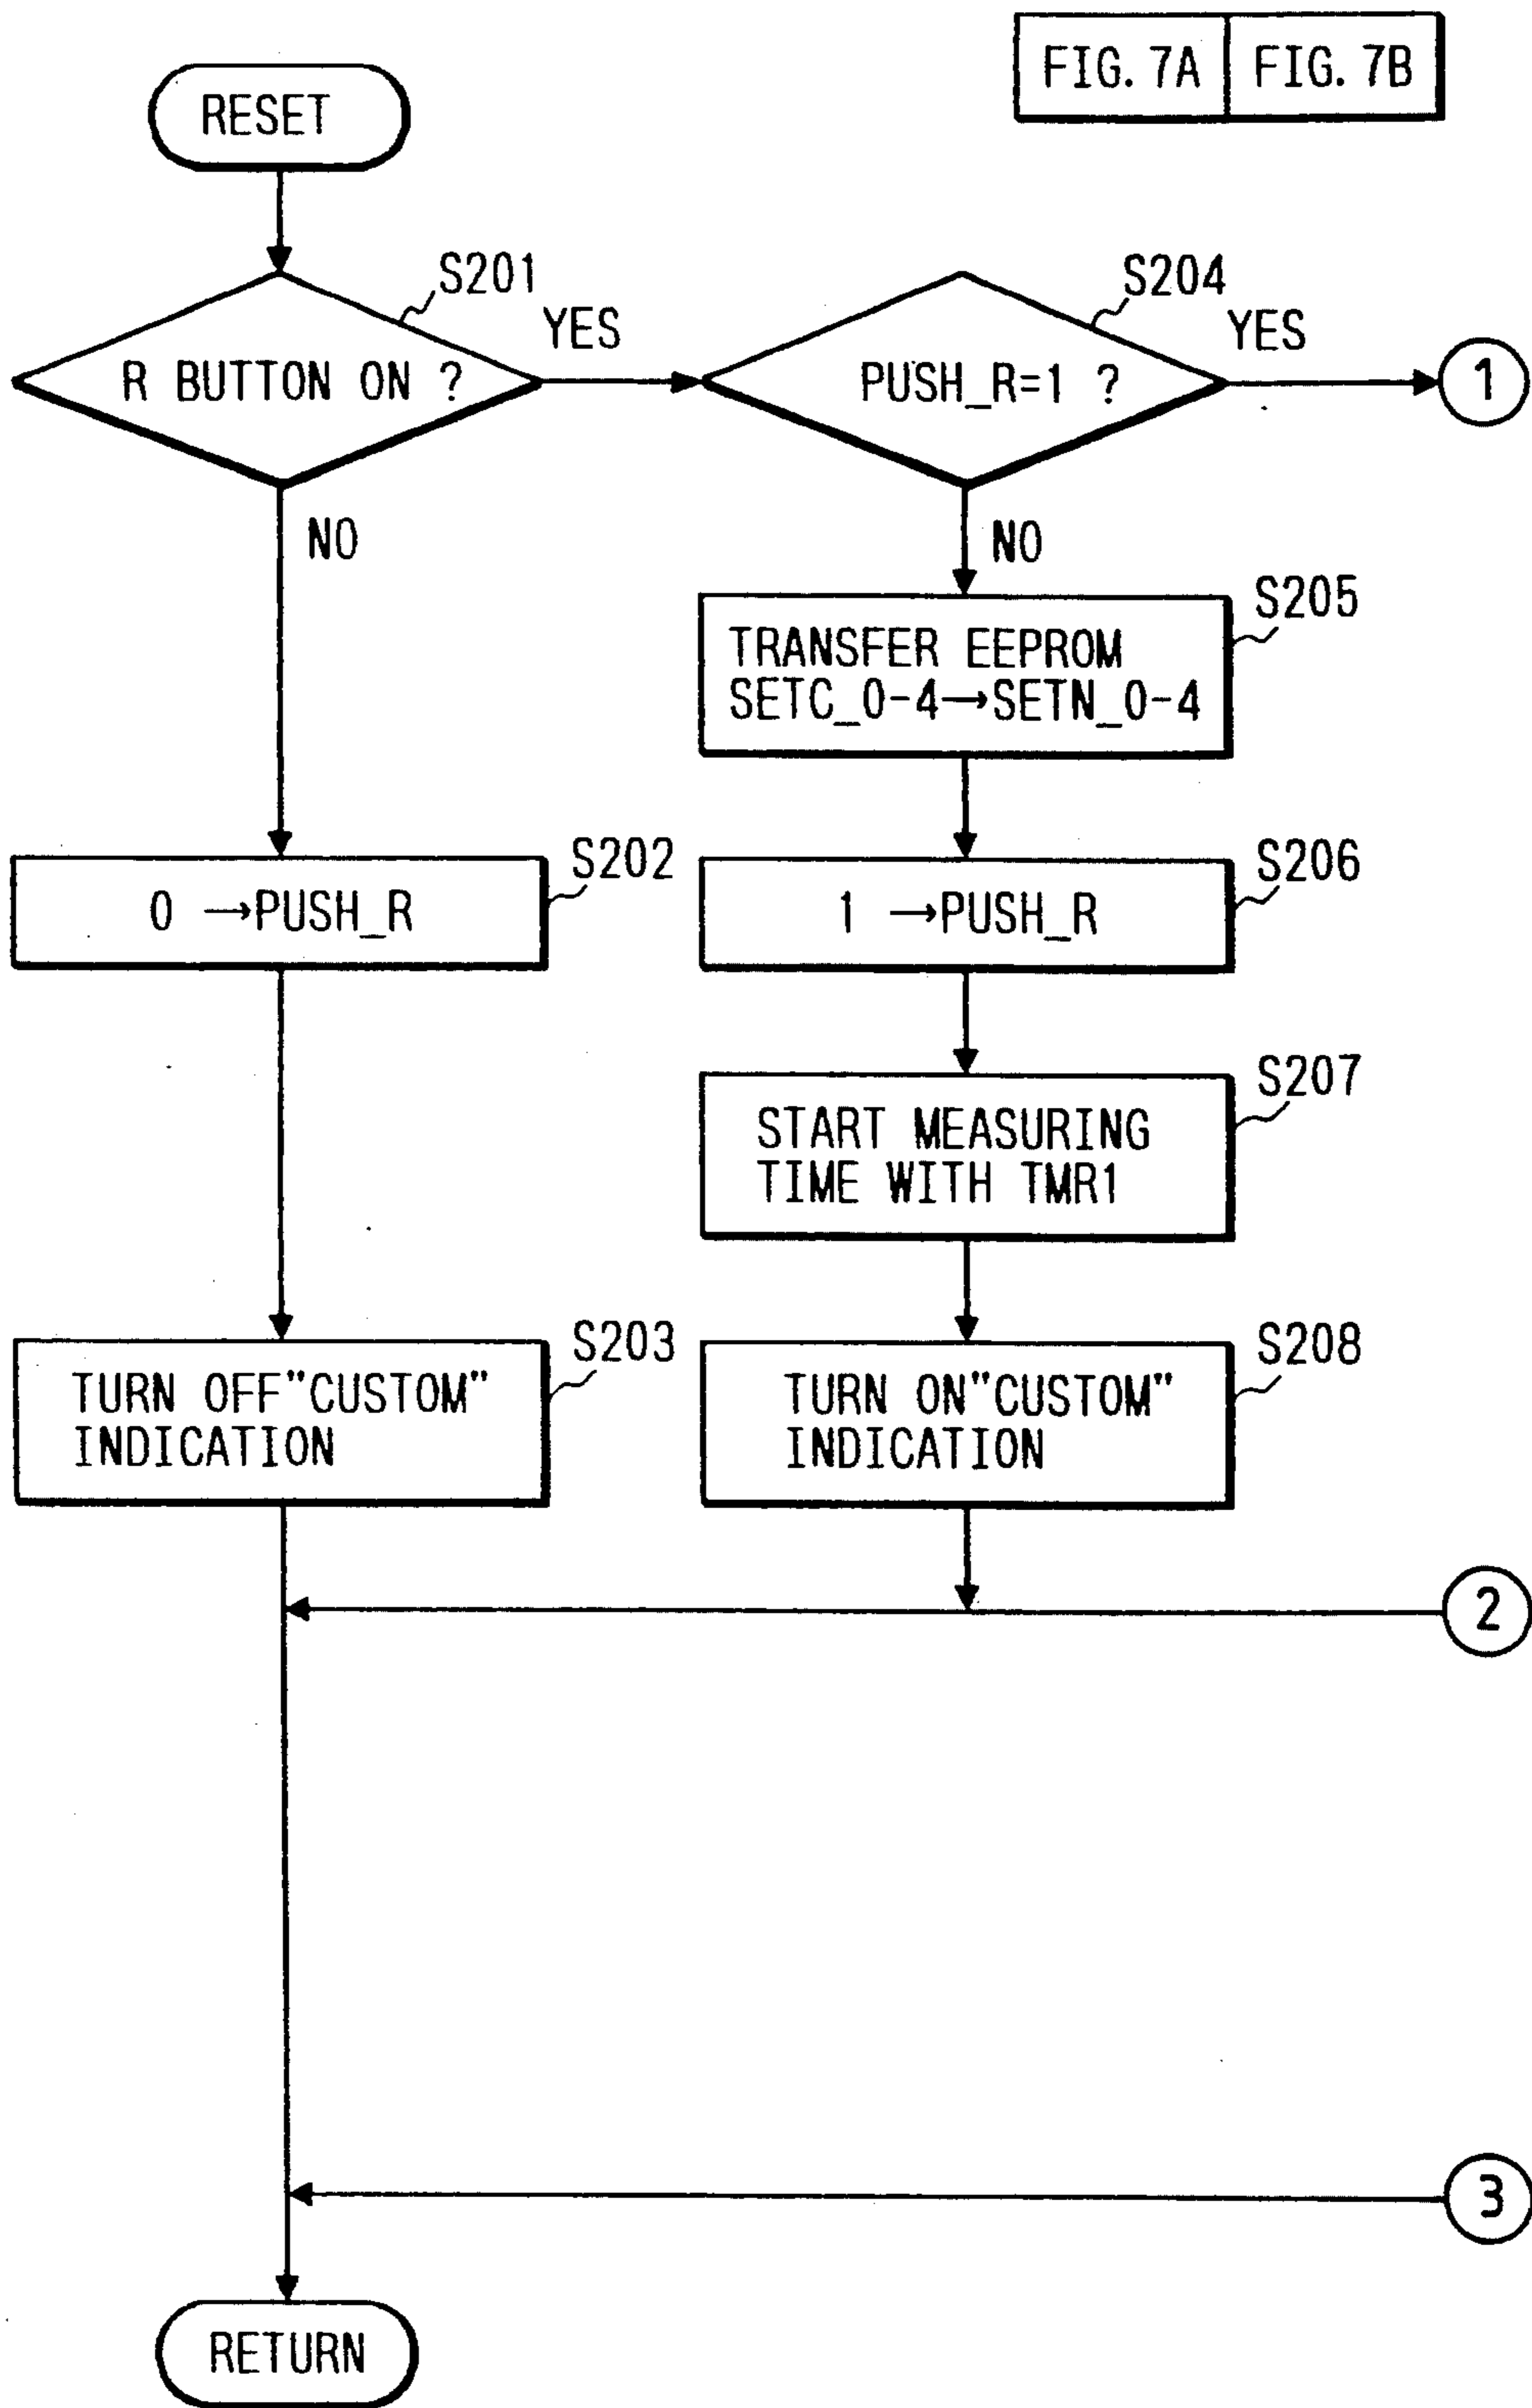 FIG. 7A FIG. 7B
RESET
S201
R BUTTON ON ?
YES
NO
S204
PUSH_R=1 ?
YES
1
NO
S205
TRANSFER EEPROM
SETC_0-4→SETN_0-4
S202
0 →PUSH_R
S206
1 →PUSH_R
S207
START MEASURING
TIME WITH TMR1
S203
TURN OFF"CUSTOM"
INDICATION
S208
TURN ON"CUSTOM"
INDICATION
2
3
RETURN